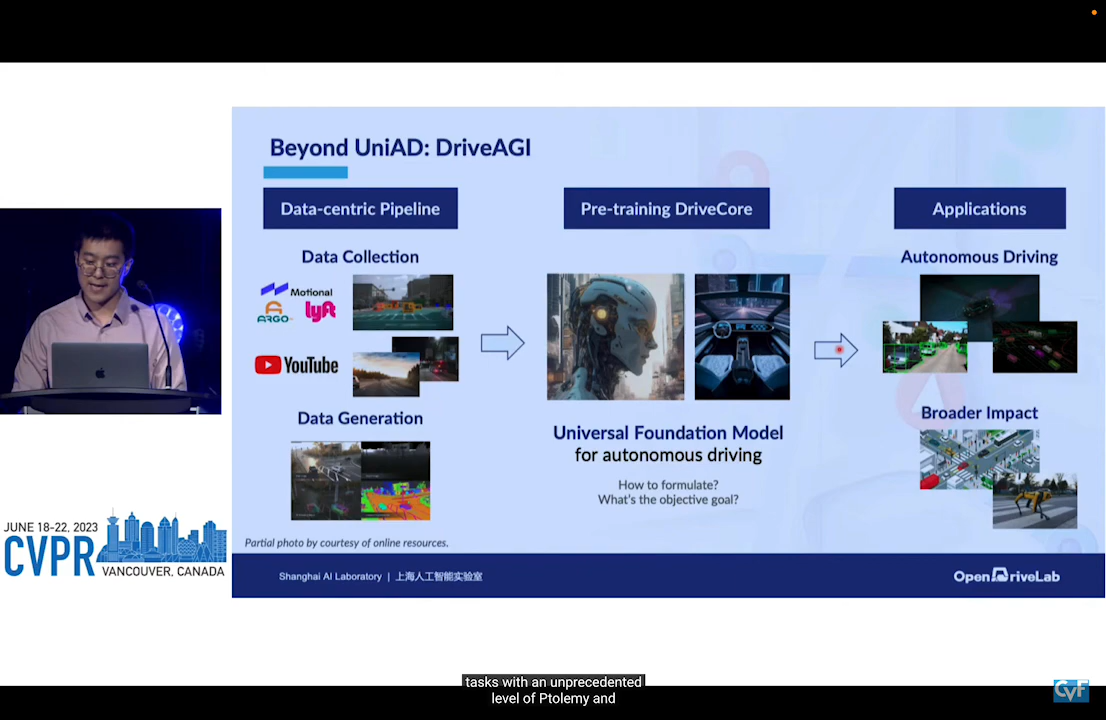 Beyond UniAD: DriveAGI
Data-centric Pipeline
Data Collection
Motional
ARGO
lyft
YouTube
Data Generation
Partial photo by courtesy of online resources.
Pre-training DriveCore
Universal Foundation Model
for autonomous driving
How to formulate?
What's the objective goal?
Applications
Autonomous Driving
Broader Impact
Shanghai AI Laboratory | 上海人工智能实验室
OpenDriveLab
JUNE 18-22, 2023
CVPR
VANCOUVER, CANADA
tasks with an unprecedented
level of Ptolemy and
CVF